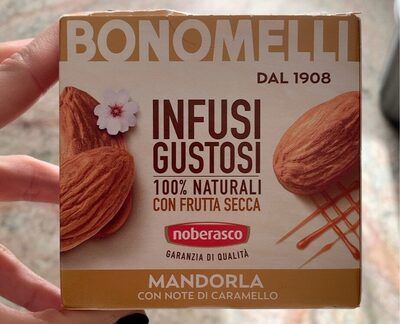 BONOMELLI
DAL 1908
INFUSI
GUSTOSI
100% NATURALI
CON FRUTTA SECCA
noberasco
GARANZIA DI QUALITÀ
MANDORLA
CON NOTE DI CARAMELLO